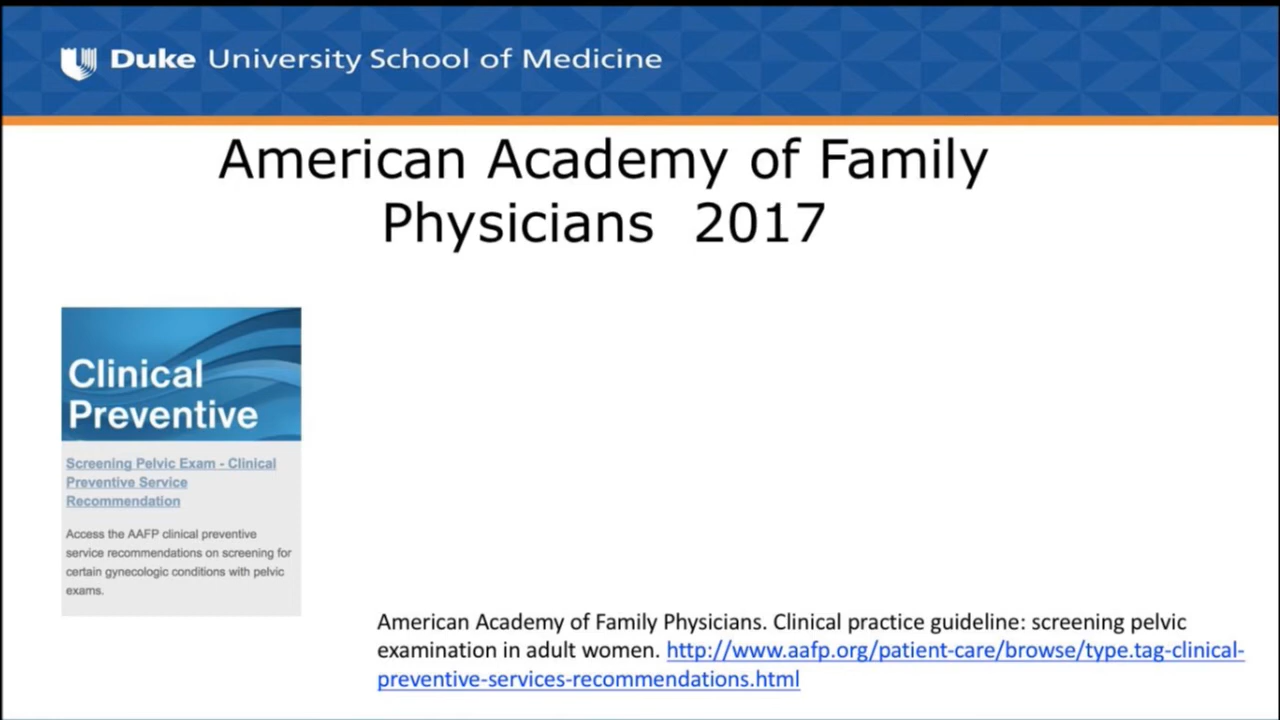 Duke University School of Medicine
American Academy of Family
Physicians 2017
Clinical
Preventive
Screening Pelvic Exam - Clinical
Preventive Service
Recommendation
Access the AAFP clinical preventive
service recommendations on screening for
certain gynecologic conditions with pelvic
exams.
American Academy of Family Physicians. Clinical practice guideline: screening pelvic
examination in adult women. http://www.aafp.org/patient-care/browse/type.tag-clinical-
preventive-services-recommendations.html